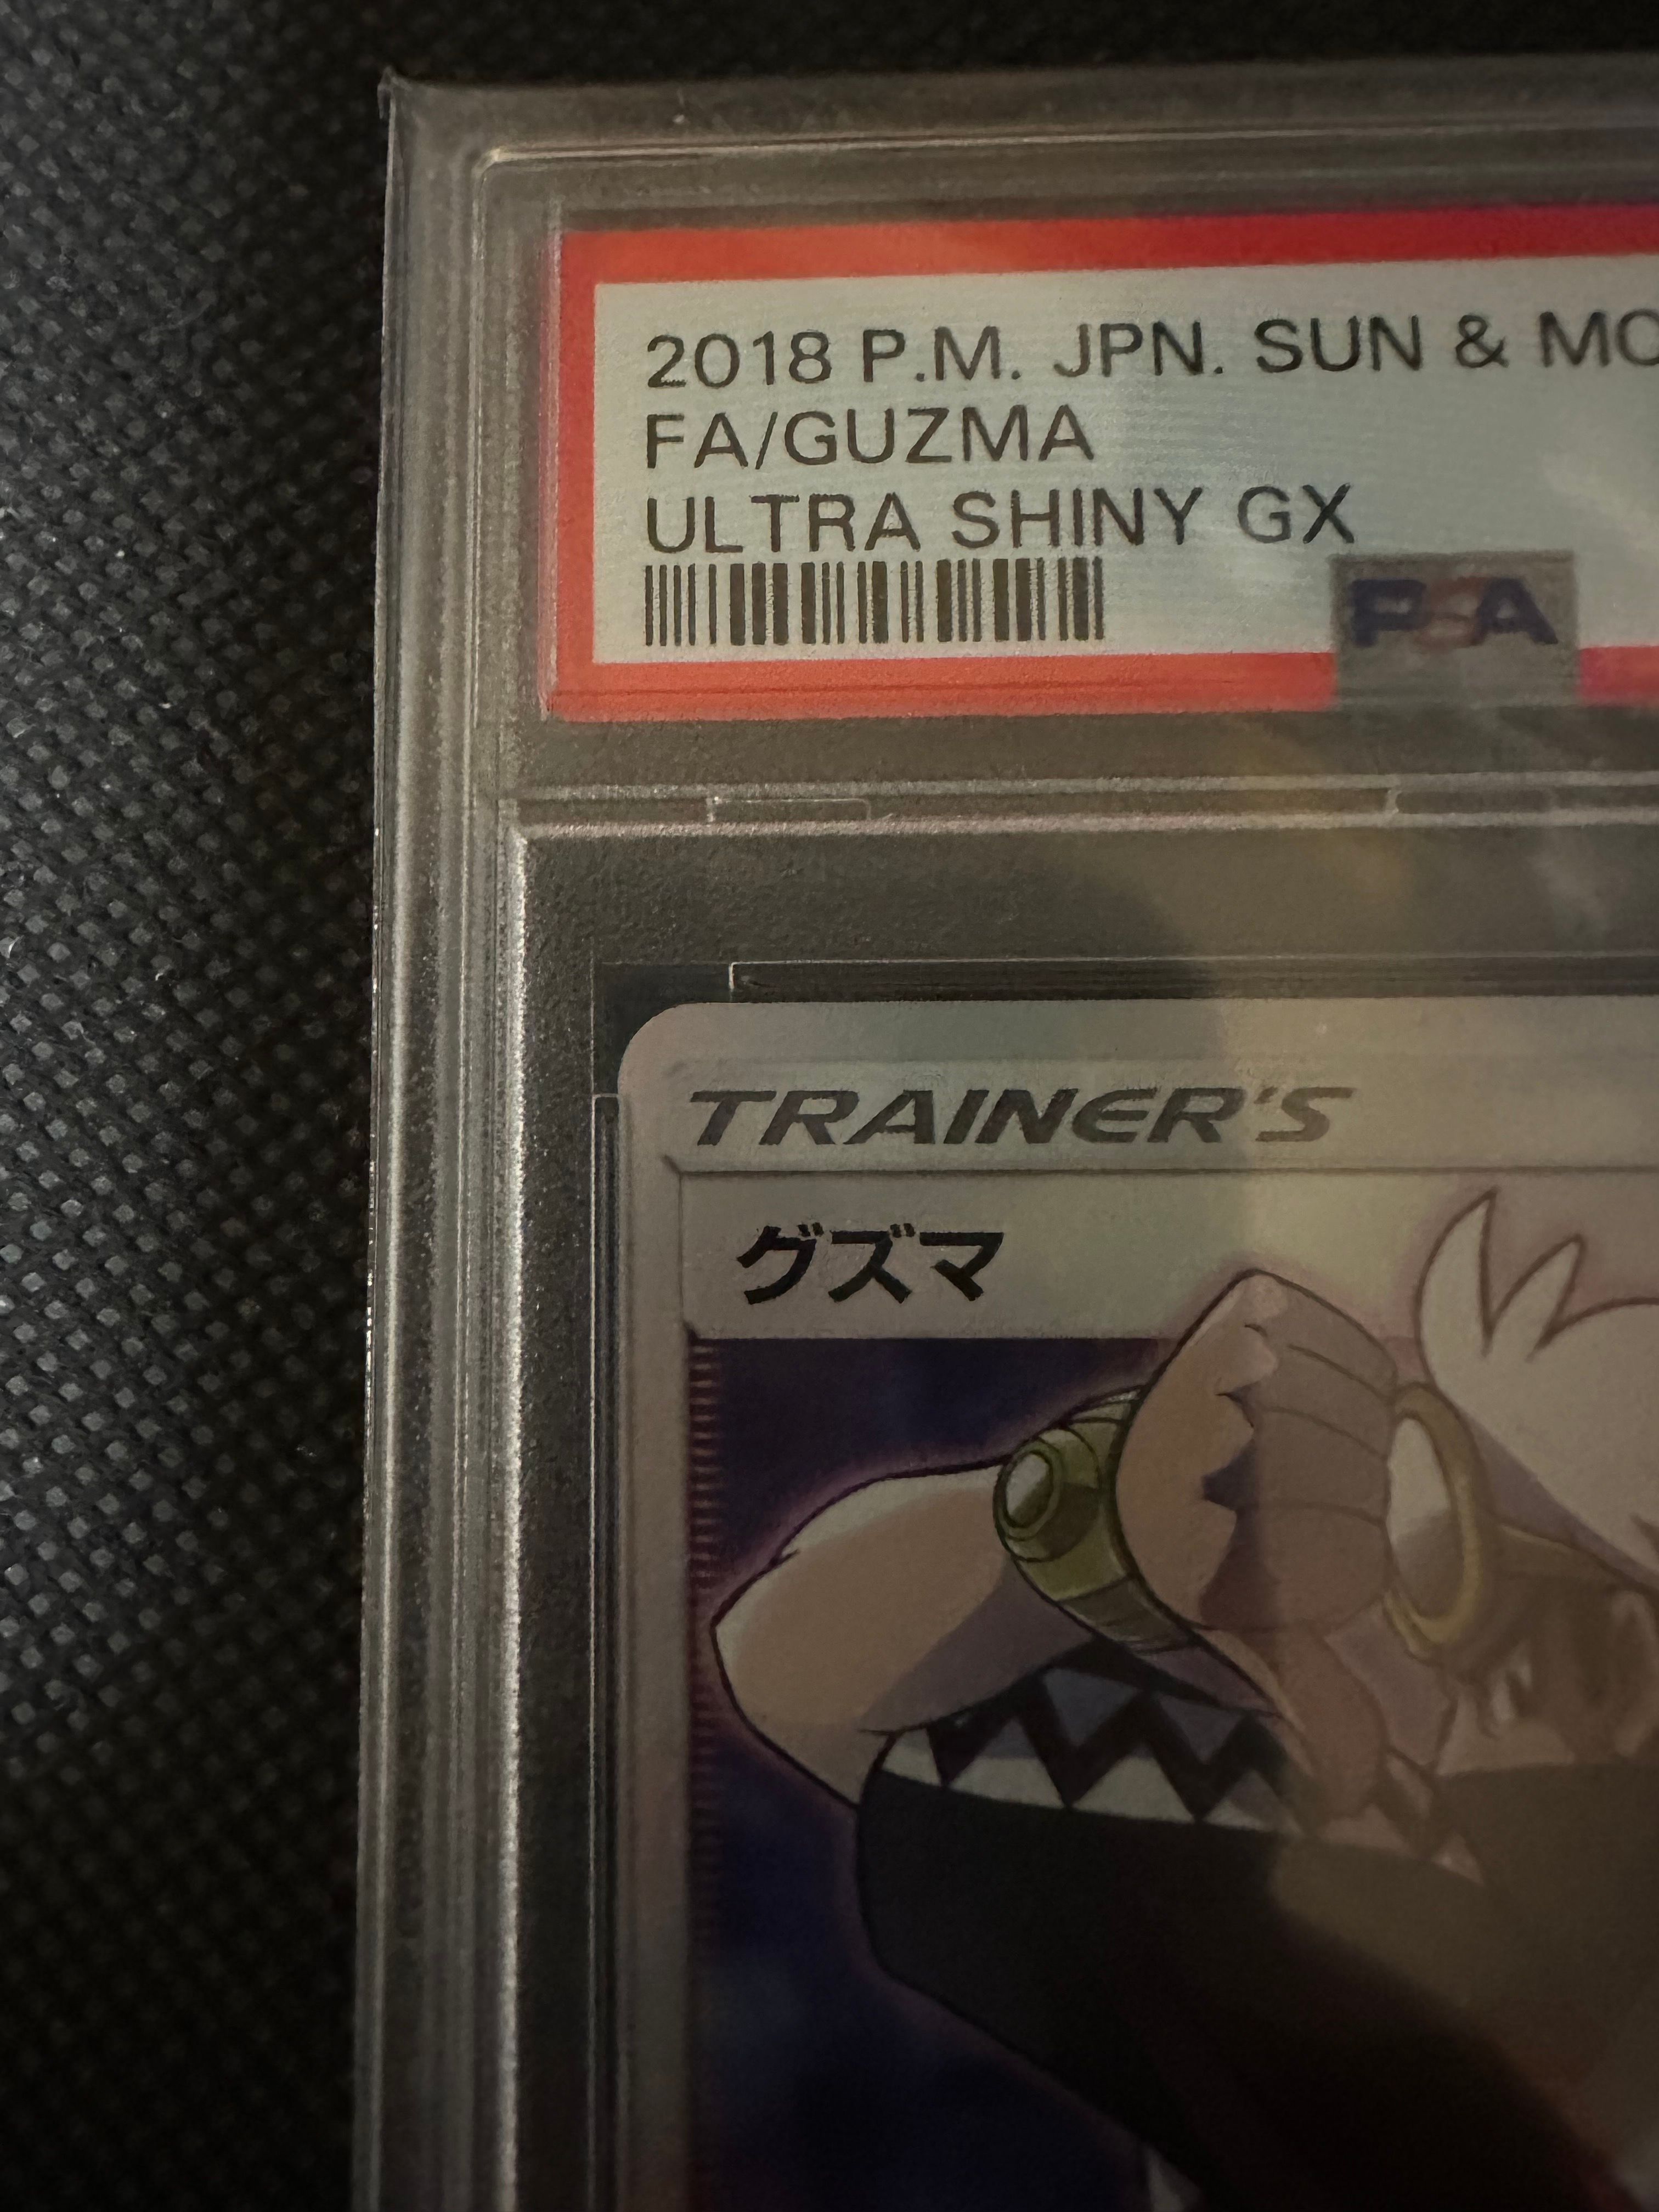 2018 P.M. JPN. SUN & MO
FA/GUZMA
ULTRA SHINY GX
PSA
TRAINER'S
グズマ